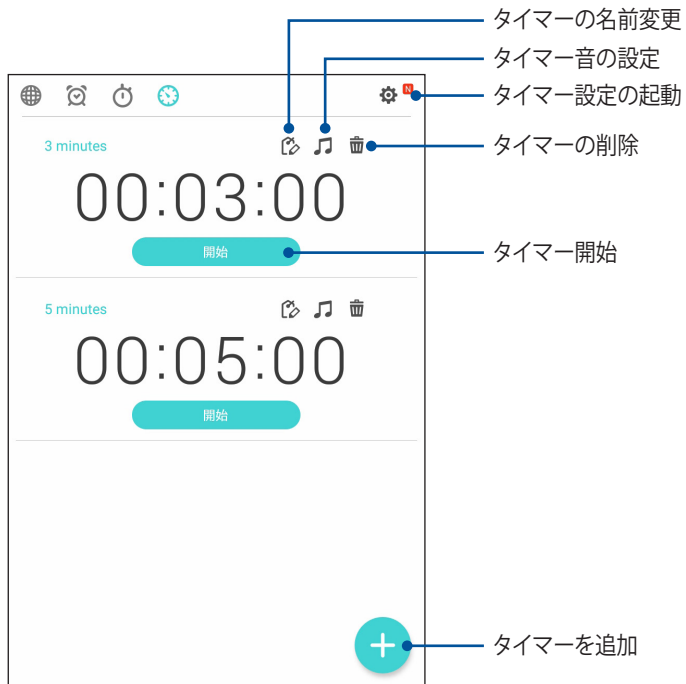 タイマーの名前変更
タイマー音の設定
タイマー設定の起動
N
3 minutes
タイマーの削除
00:03:00
開始
タイマー開始
5 minutes
00:05:00
開始
タイマーを追加